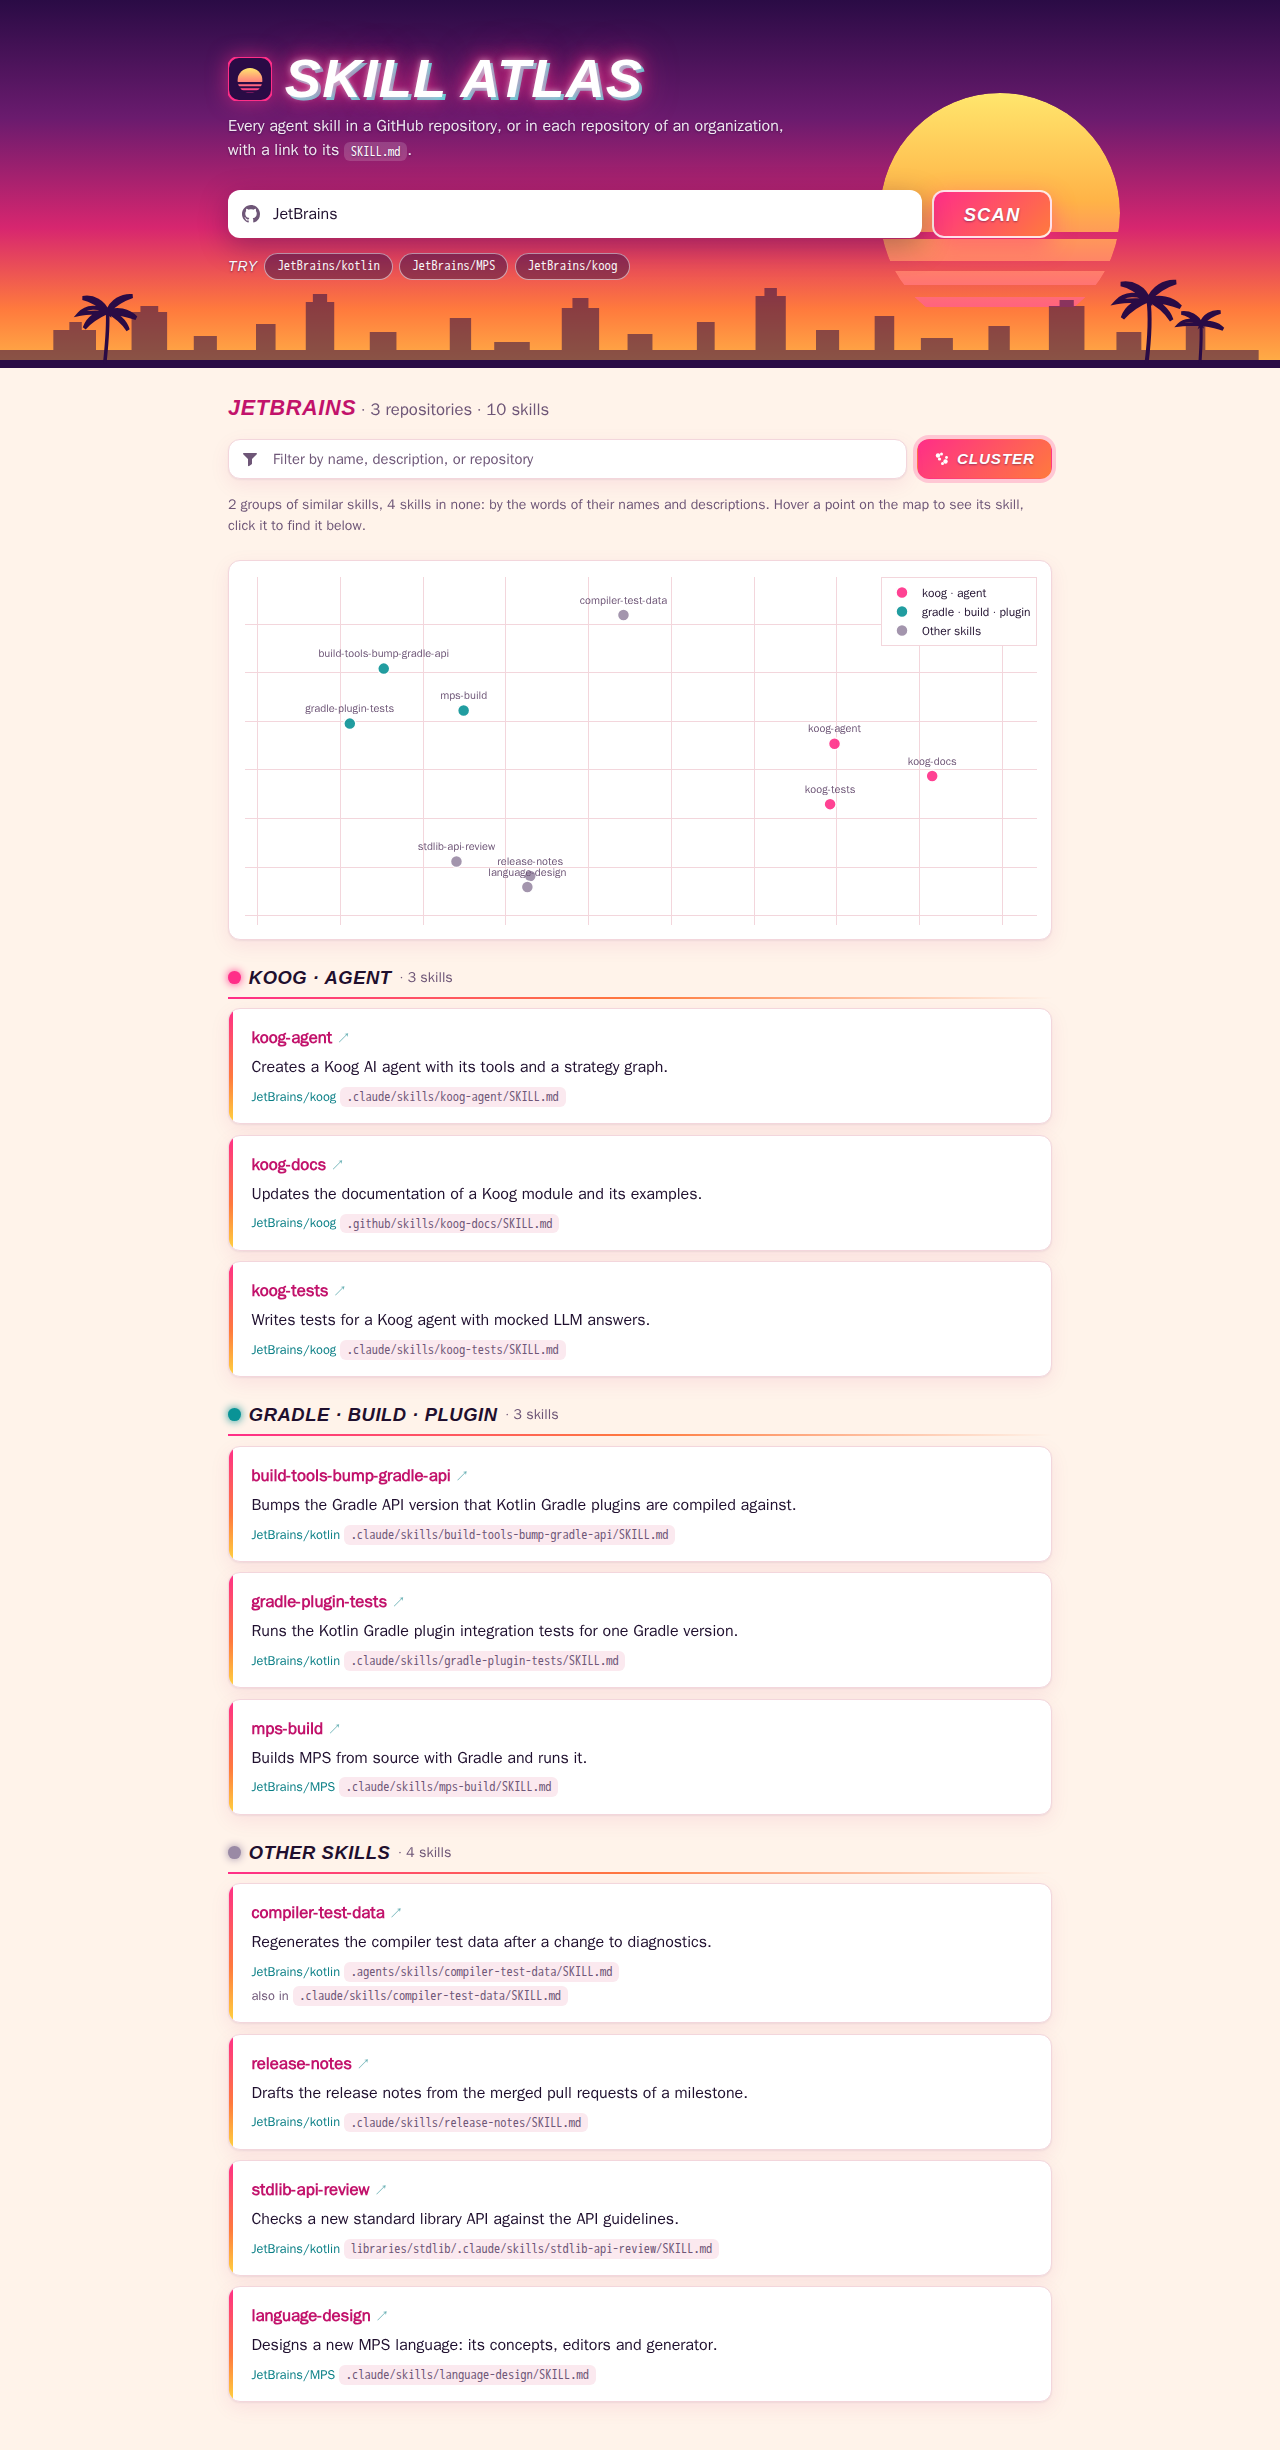 SKILL ATLAS
Every agent skill in a GitHub repository, or in each repository of an organization,
with a link to its SKILL.md.
JetBrains
SCAN
TRY JetBrains/kotlin JetBrains/MPS JetBrains/koog
JETBRAINS · 3 repositories · 10 skills
Filter by name, description, or repository
CLUSTER
2 groups of similar skills, 4 skills in none: by the words of their names and descriptions. Hover a point on the map to see its skill,
click it to find it below.
koog · agent
gradle · build · plugin
Other skills
compiler-test-data
build-tools-bump-gradle-api
mps-build
gradle-plugin-tests
koog-agent
koog-docs
koog-tests
stdlib-api-review
release-notes
language-design
KOOG · AGENT · 3 skills
koog-agent ↗
Creates a Koog AI agent with its tools and a strategy graph.
JetBrains/koog .claude/skills/koog-agent/SKILL.md
koog-docs ↗
Updates the documentation of a Koog module and its examples.
JetBrains/koog .github/skills/koog-docs/SKILL.md
koog-tests ↗
Writes tests for a Koog agent with mocked LLM answers.
JetBrains/koog .claude/skills/koog-tests/SKILL.md
GRADLE · BUILD · PLUGIN · 3 skills
build-tools-bump-gradle-api ↗
Bumps the Gradle API version that Kotlin Gradle plugins are compiled against.
JetBrains/kotlin .claude/skills/build-tools-bump-gradle-api/SKILL.md
gradle-plugin-tests ↗
Runs the Kotlin Gradle plugin integration tests for one Gradle version.
JetBrains/kotlin .claude/skills/gradle-plugin-tests/SKILL.md
mps-build ↗
Builds MPS from source with Gradle and runs it.
JetBrains/MPS .claude/skills/mps-build/SKILL.md
OTHER SKILLS · 4 skills
compiler-test-data ↗
Regenerates the compiler test data after a change to diagnostics.
JetBrains/kotlin .agents/skills/compiler-test-data/SKILL.md
also in .claude/skills/compiler-test-data/SKILL.md
release-notes ↗
Drafts the release notes from the merged pull requests of a milestone.
JetBrains/kotlin .claude/skills/release-notes/SKILL.md
stdlib-api-review ↗
Checks a new standard library API against the API guidelines.
JetBrains/kotlin libraries/stdlib/.claude/skills/stdlib-api-review/SKILL.md
language-design ↗
Designs a new MPS language: its concepts, editors and generator.
JetBrains/MPS .claude/skills/language-design/SKILL.md